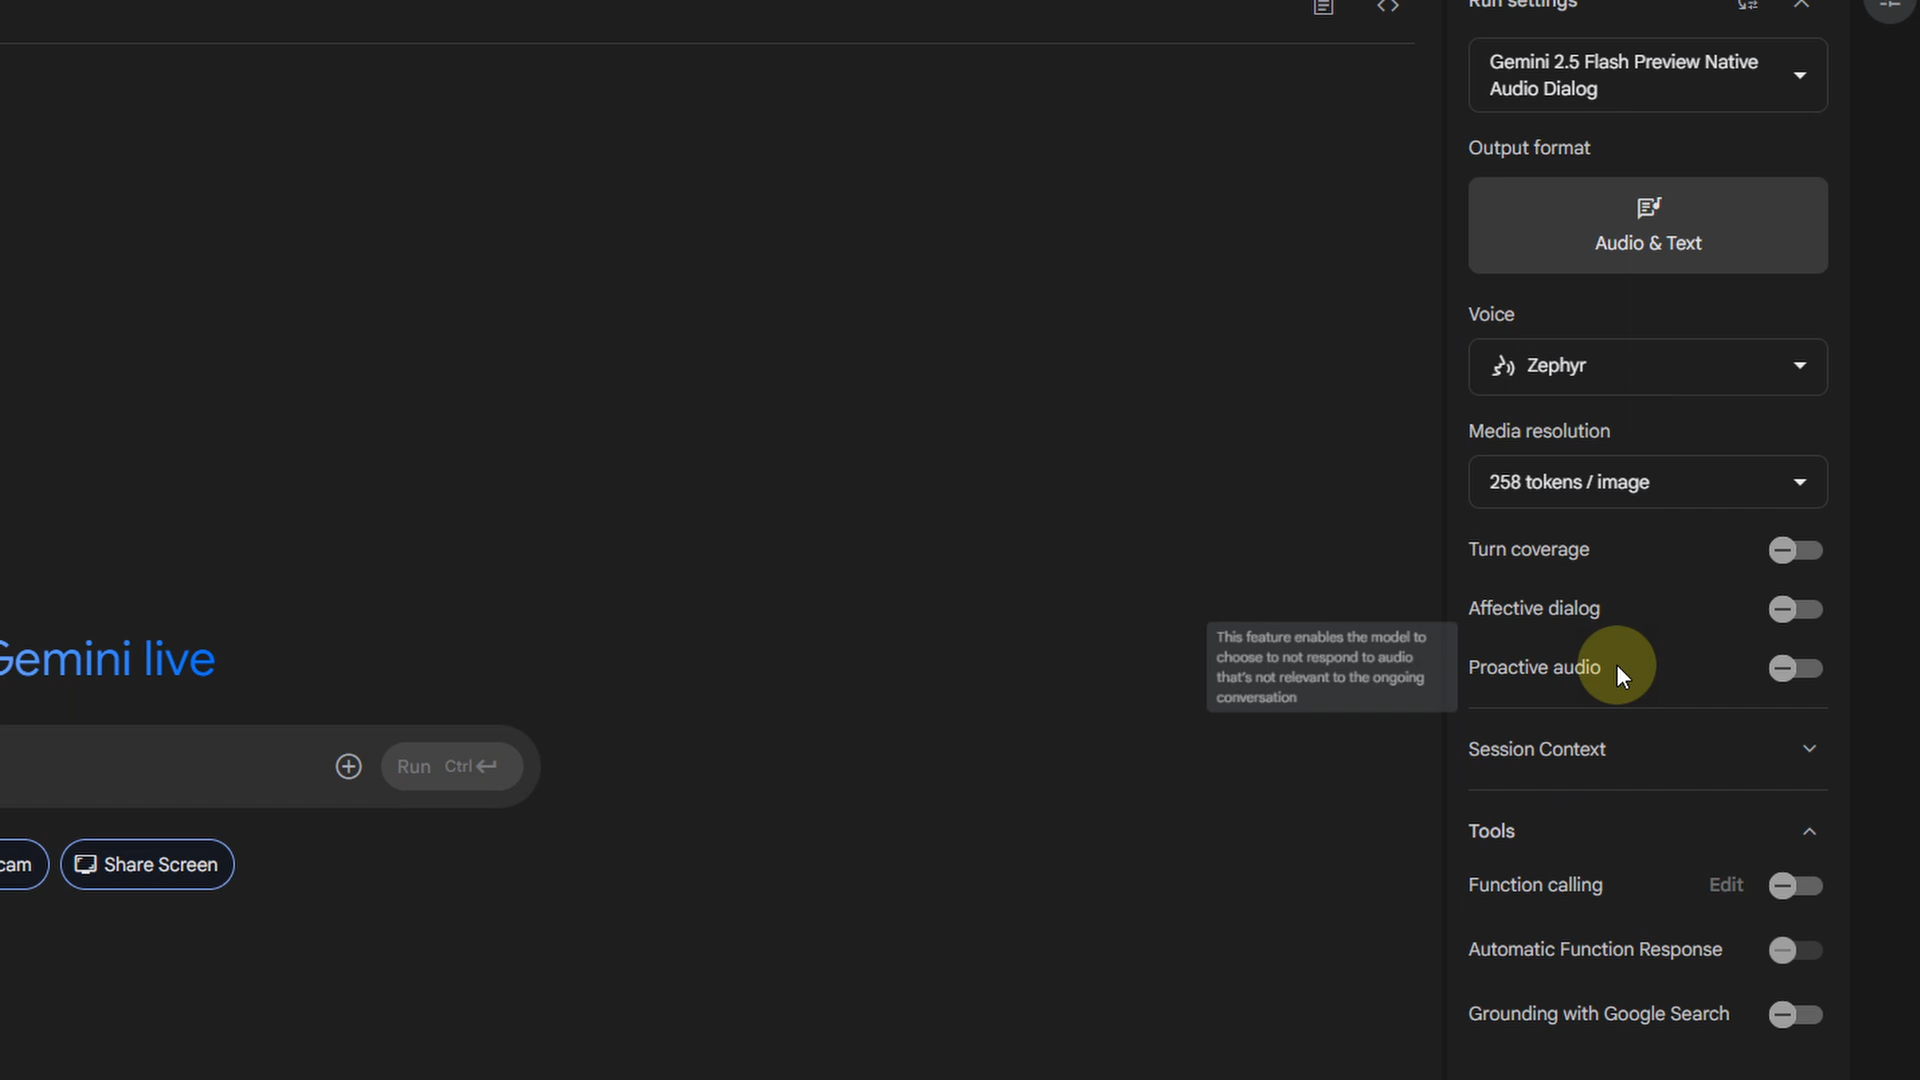 Run settings
Gemini 2.5 Flash Preview Native
Audio Dialog
Output format
Audio & Text
Voice
Zephyr
Media resolution
258 tokens / image
Turn coverage
Affective dialog
This feature enables the model to
choose to not respond to audio
that's not relevant to the ongoing
conversation
Proactive audio
Gemini live
Session Context
Run Ctrl
Tools
cam
Share Screen
Function calling Edit
Automatic Function Response
Grounding with Google Search